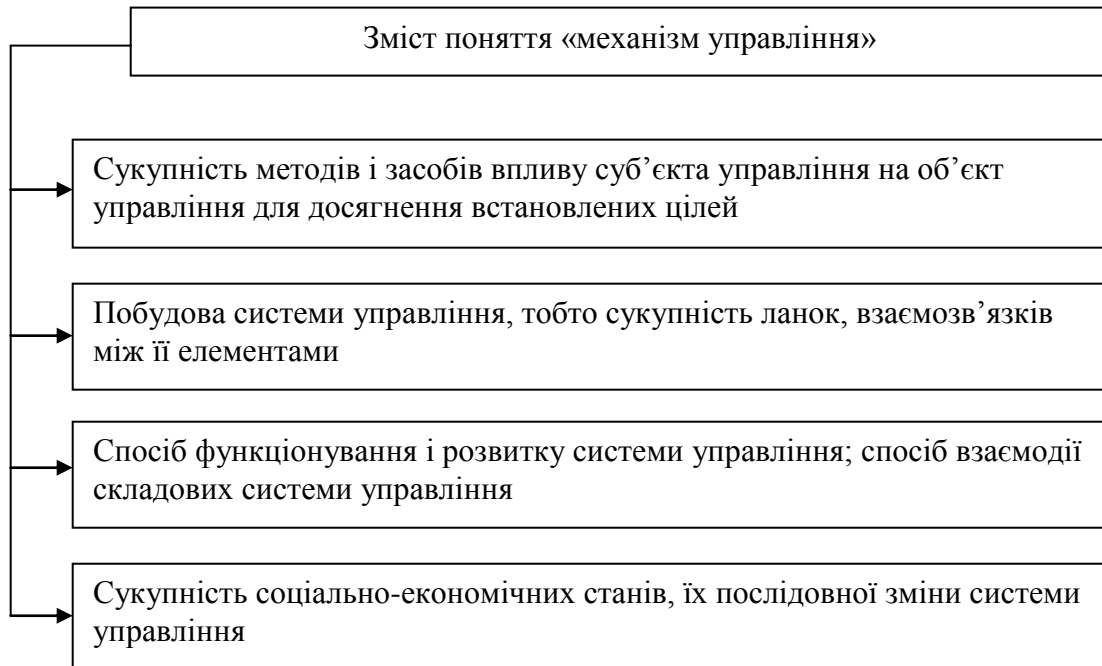 Зміст поняття «механізм управління»
Сукупність методів і засобів впливу суб’єкта управління на об’єкт
управління для досягнення встановлених цілей
Побудова системи управління, тобто сукупність ланок, взаємозв’язків
між її елементами
Спосіб функціонування і розвитку системи управління; спосіб взаємодії
складових системи управління
Сукупність соціально-економічних станів, їх послідовної зміни системи
управління